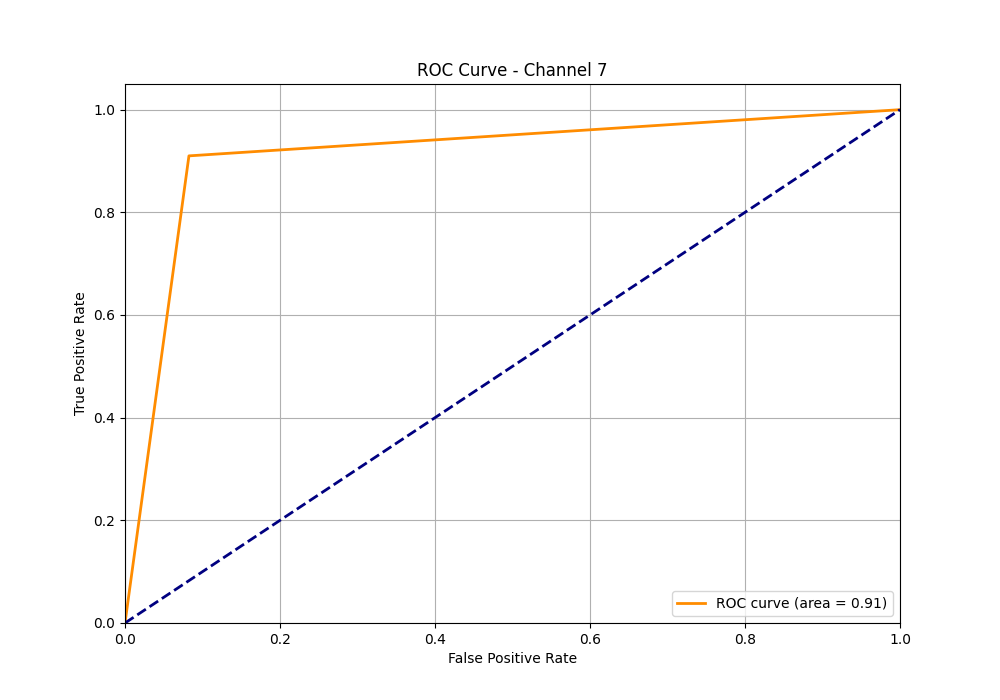 ROC Curve - Channel 7
True Positive Rate
1.0
0.8
0.6
0.4
0.2
0.0
0.0 0.2 0.4 0.6 0.8 1.0
False Positive Rate
ROC curve (area = 0.91)